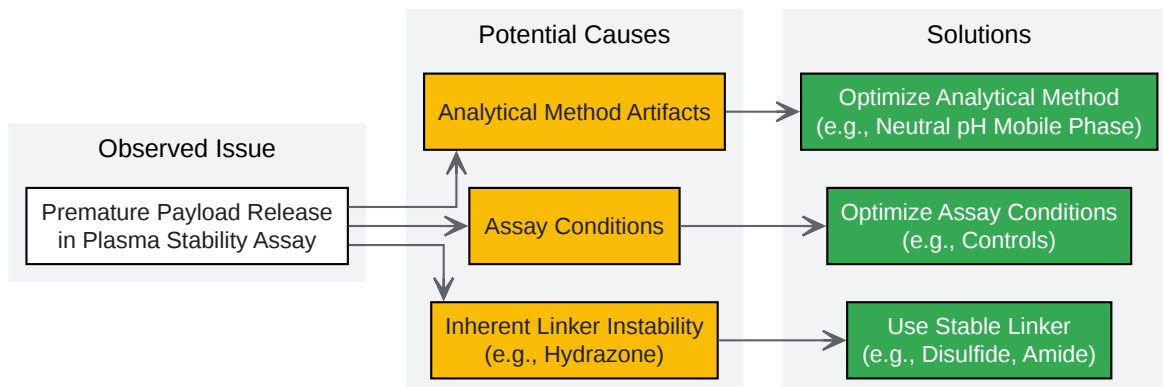 Observed Issue
Premature Payload Release
in Plasma Stability Assay
Potential Causes
Analytical Method Artifacts
Assay Conditions
Inherent Linker Instability
(e.g., Hydrazone)
Solutions
Optimize Analytical Method
(e.g., Neutral pH Mobile Phase)
Optimize Assay Conditions
(e.g., Controls)
Use Stable Linker
(e.g., Disulfide, Amide)